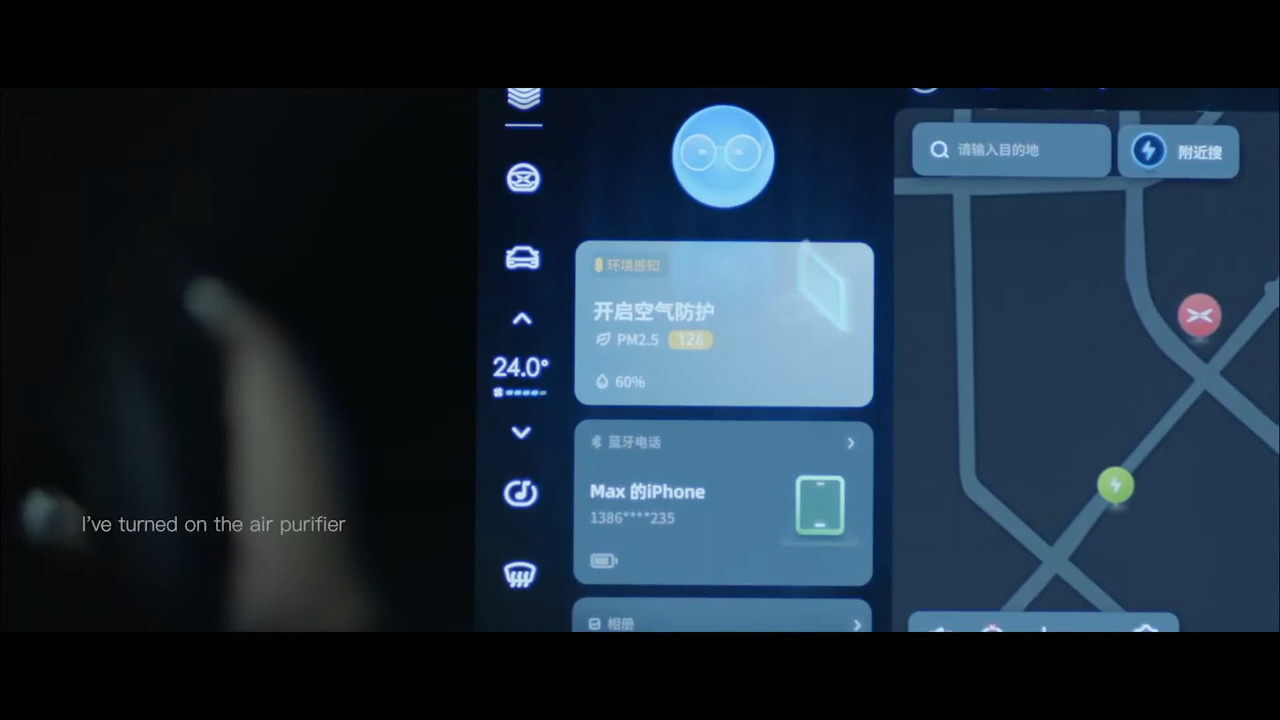 请输入目的地
附近搜
环境感知
开启空气防护
PM2.5 126
60%
24.0°
蓝牙电话
Max 的iPhone
1386****235
I've turned on the air purifier
相册